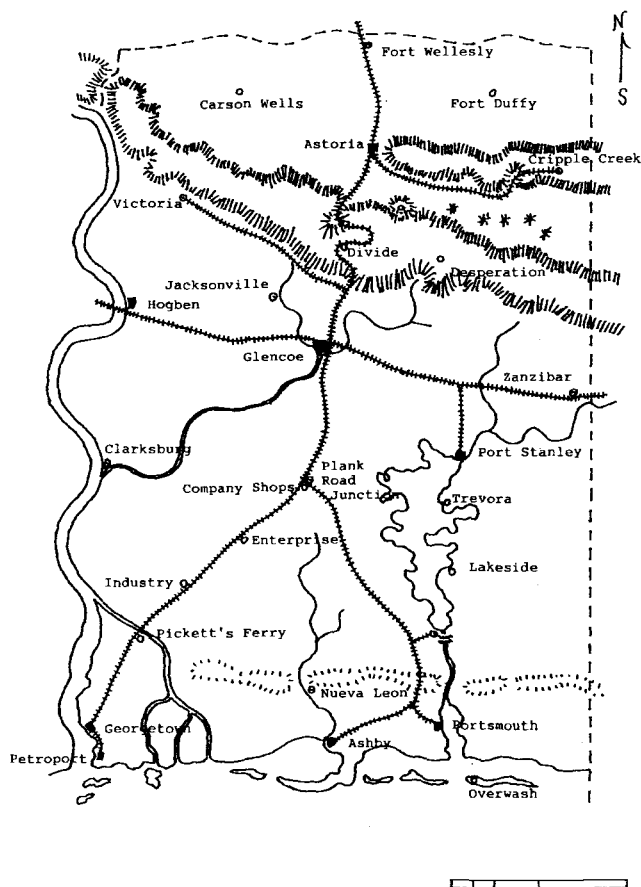 N
Fort Wellesly
S
Carson Wells
Fort Duffy
Astoria
Cripple Creek
Victoria
Divide
Desperation
Jacksonville
Hogben
Glencoe
Zanzibar
Clarksburg
Port Stanley
Plank
Road
Junction
Company Shops
Trevora
Enterprise
Lakeside
Industry
Pickett's Ferry
Nueva Leon
Georgetown
Portsmouth
Ashby
Petroport
Overwash